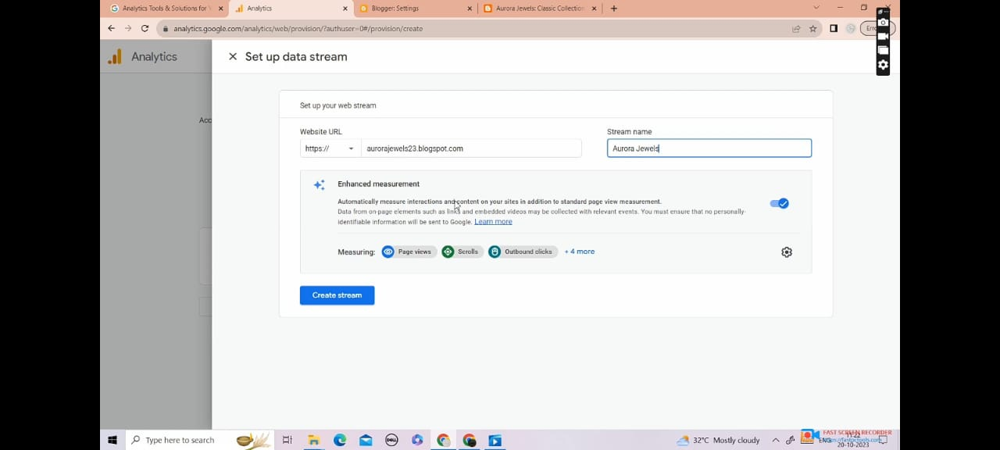 Analytics Tools & Solutions for
Analytics
Blogger: Settings
Aurora Jewels: Classic Collection
analytics.google.com/analytics/web/provision/?authuser=0#/provision/create
Analytics
Set up data stream
Acc
Set up your web stream
Website URL
Stream name
https://
aurorajewels23.blogspot.com
Aurora Jewels
Enhanced measurement
Automatically measure interactions and content on your sites in addition to standard page view measurement.
Data from on-page elements such as links and embedded videos may be collected with relevant events. You must ensure that no personally-
identifiable information will be sent to Google. Learn more
Measuring:
Page views
Scrolls
Outbound clicks
+ 4 more
Create stream
Type here to search
DELL
32°C Mostly cloudy
ENG
11:22
20-10-2023
FAST SCREEN RECORDER
https://fastpctools.com